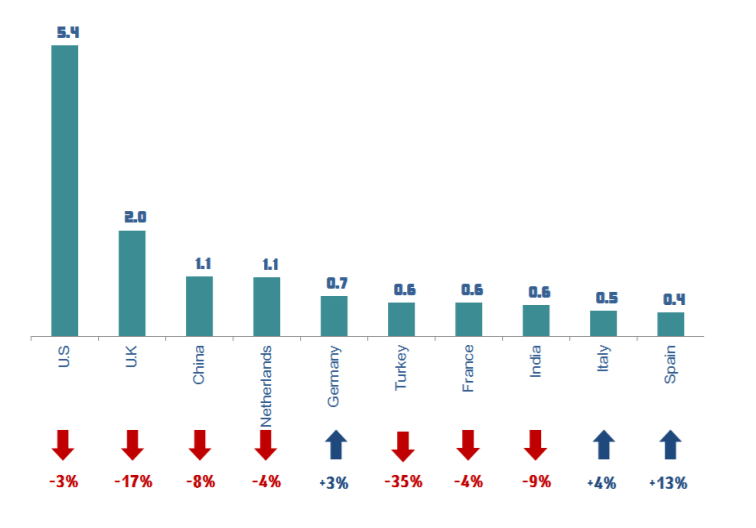 5.4
2.0
1.1
1.1
0.7
0.6
0.6
0.6
0.5
0.4
U.S
U.K
China
Netherlands
Germany
Turkey
France
India
Italy
Spain
-3%
-17%
-8%
-4%
+3%
-35%
-4%
-9%
+4%
+13%